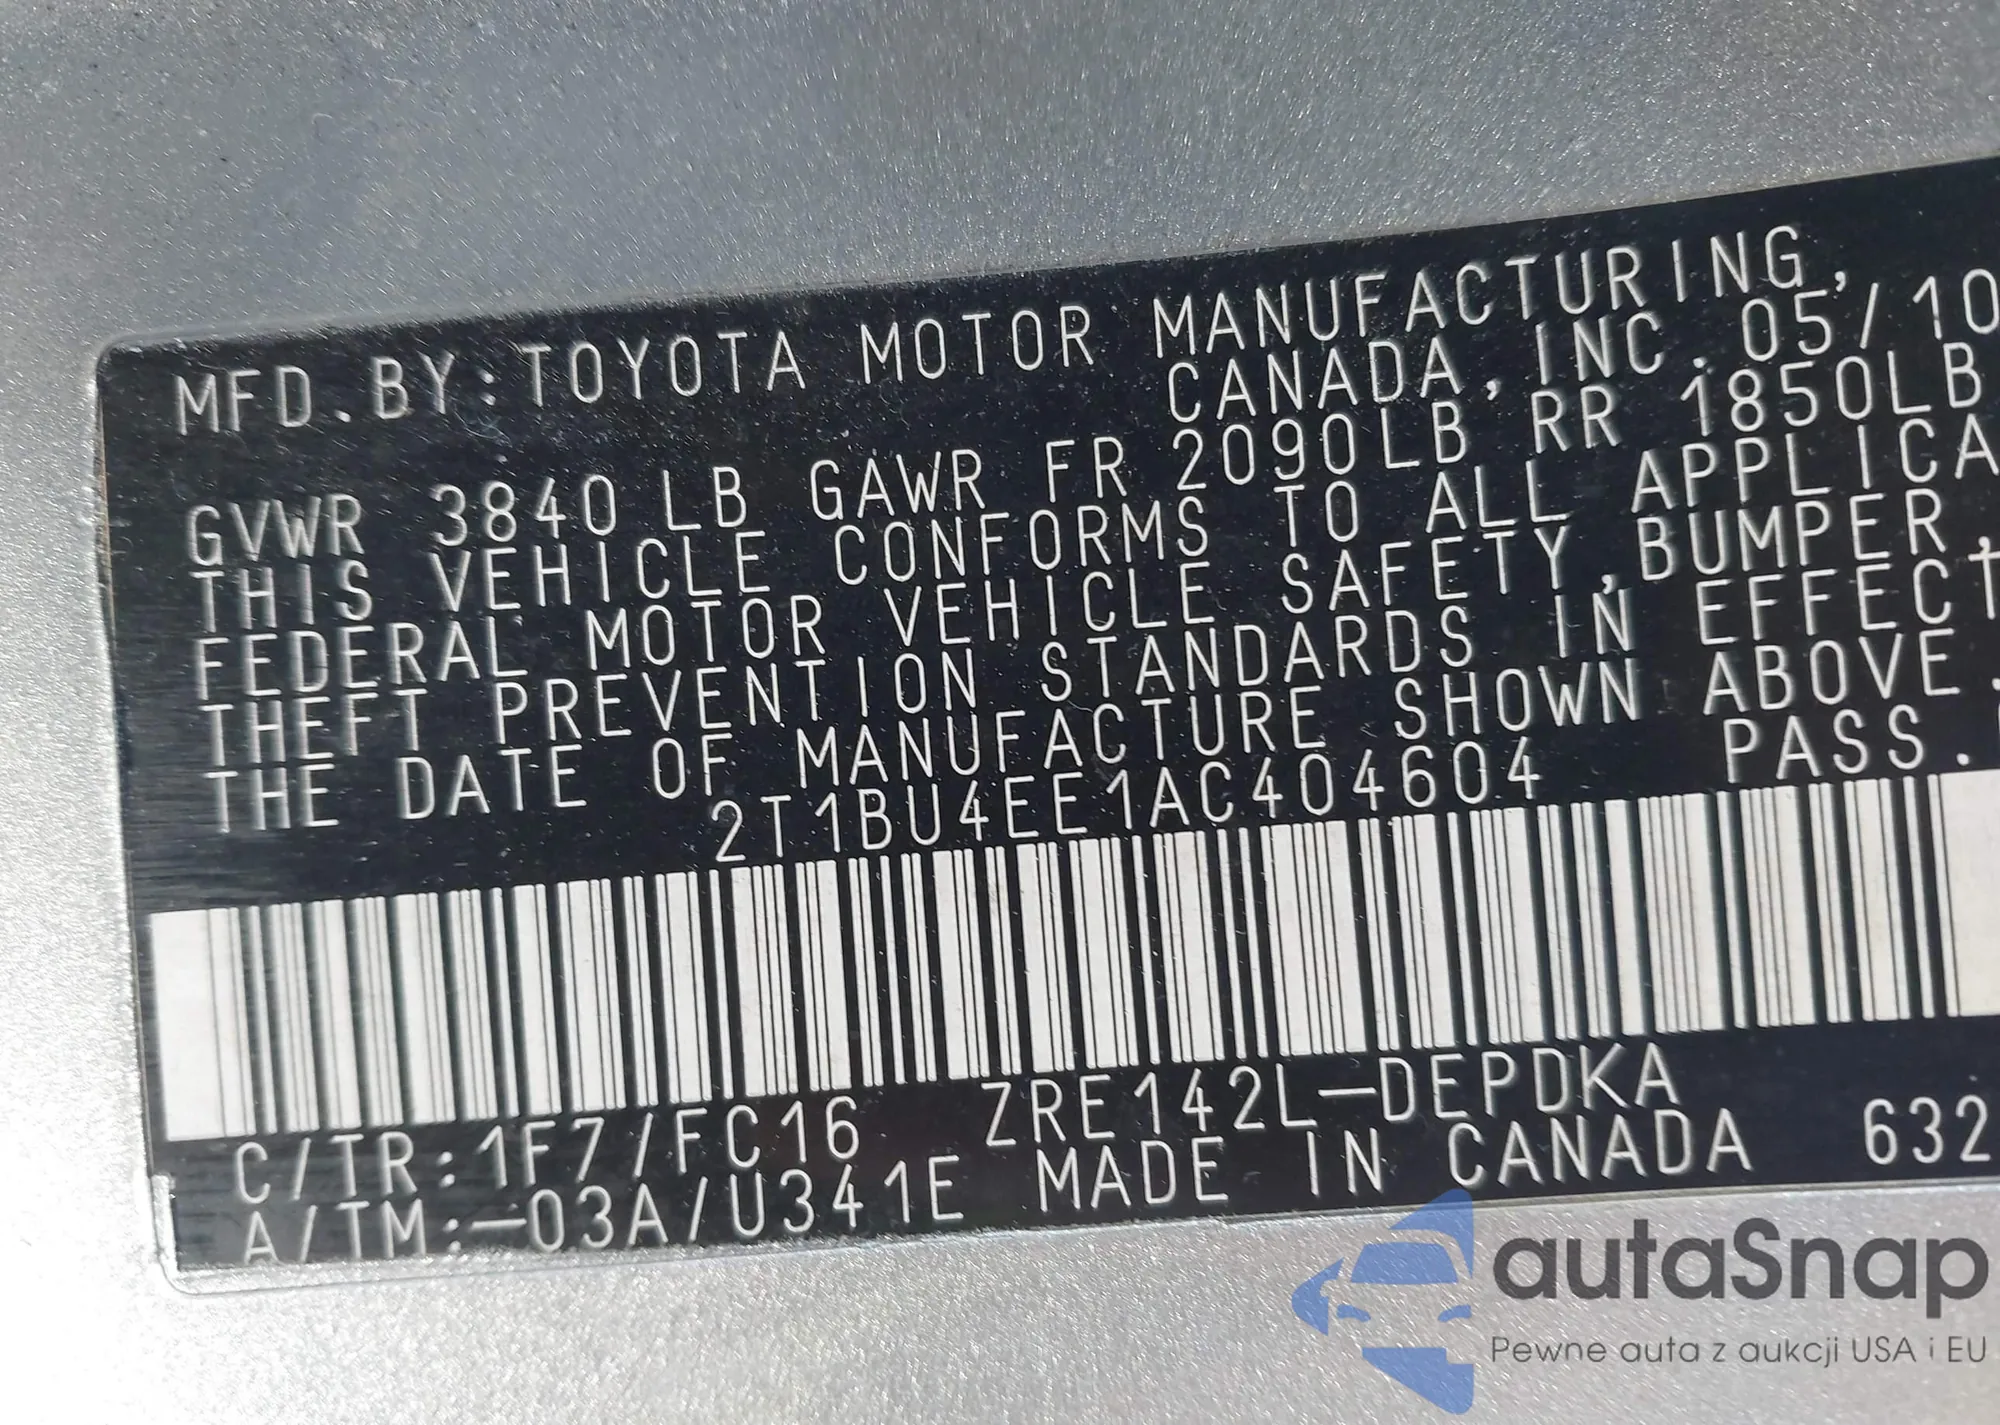 MFD.BY:TOYOTA MOTOR MANUFACTURING,
CANADA,INC.05/10
GVWR 3840LB GAWR FR 2090LB RR 1850LB
THIS VEHICLE CONFORMS TO ALL APPLICA
FEDERAL MOTOR VEHICLE SAFETY,BUMPER,
THEFT PREVENTION STANDARDS IN EFFECT
THE DATE OF MANUFACTURE SHOWN ABOVE.
2T1BU4EE1AC404604 PASS.
C/TR:1F7/FC16 ZRE142L-DEPDKA
A/TM:-03A/U341E MADE IN CANADA 632
autaSnap
Pewne auta z aukcji USA i EU